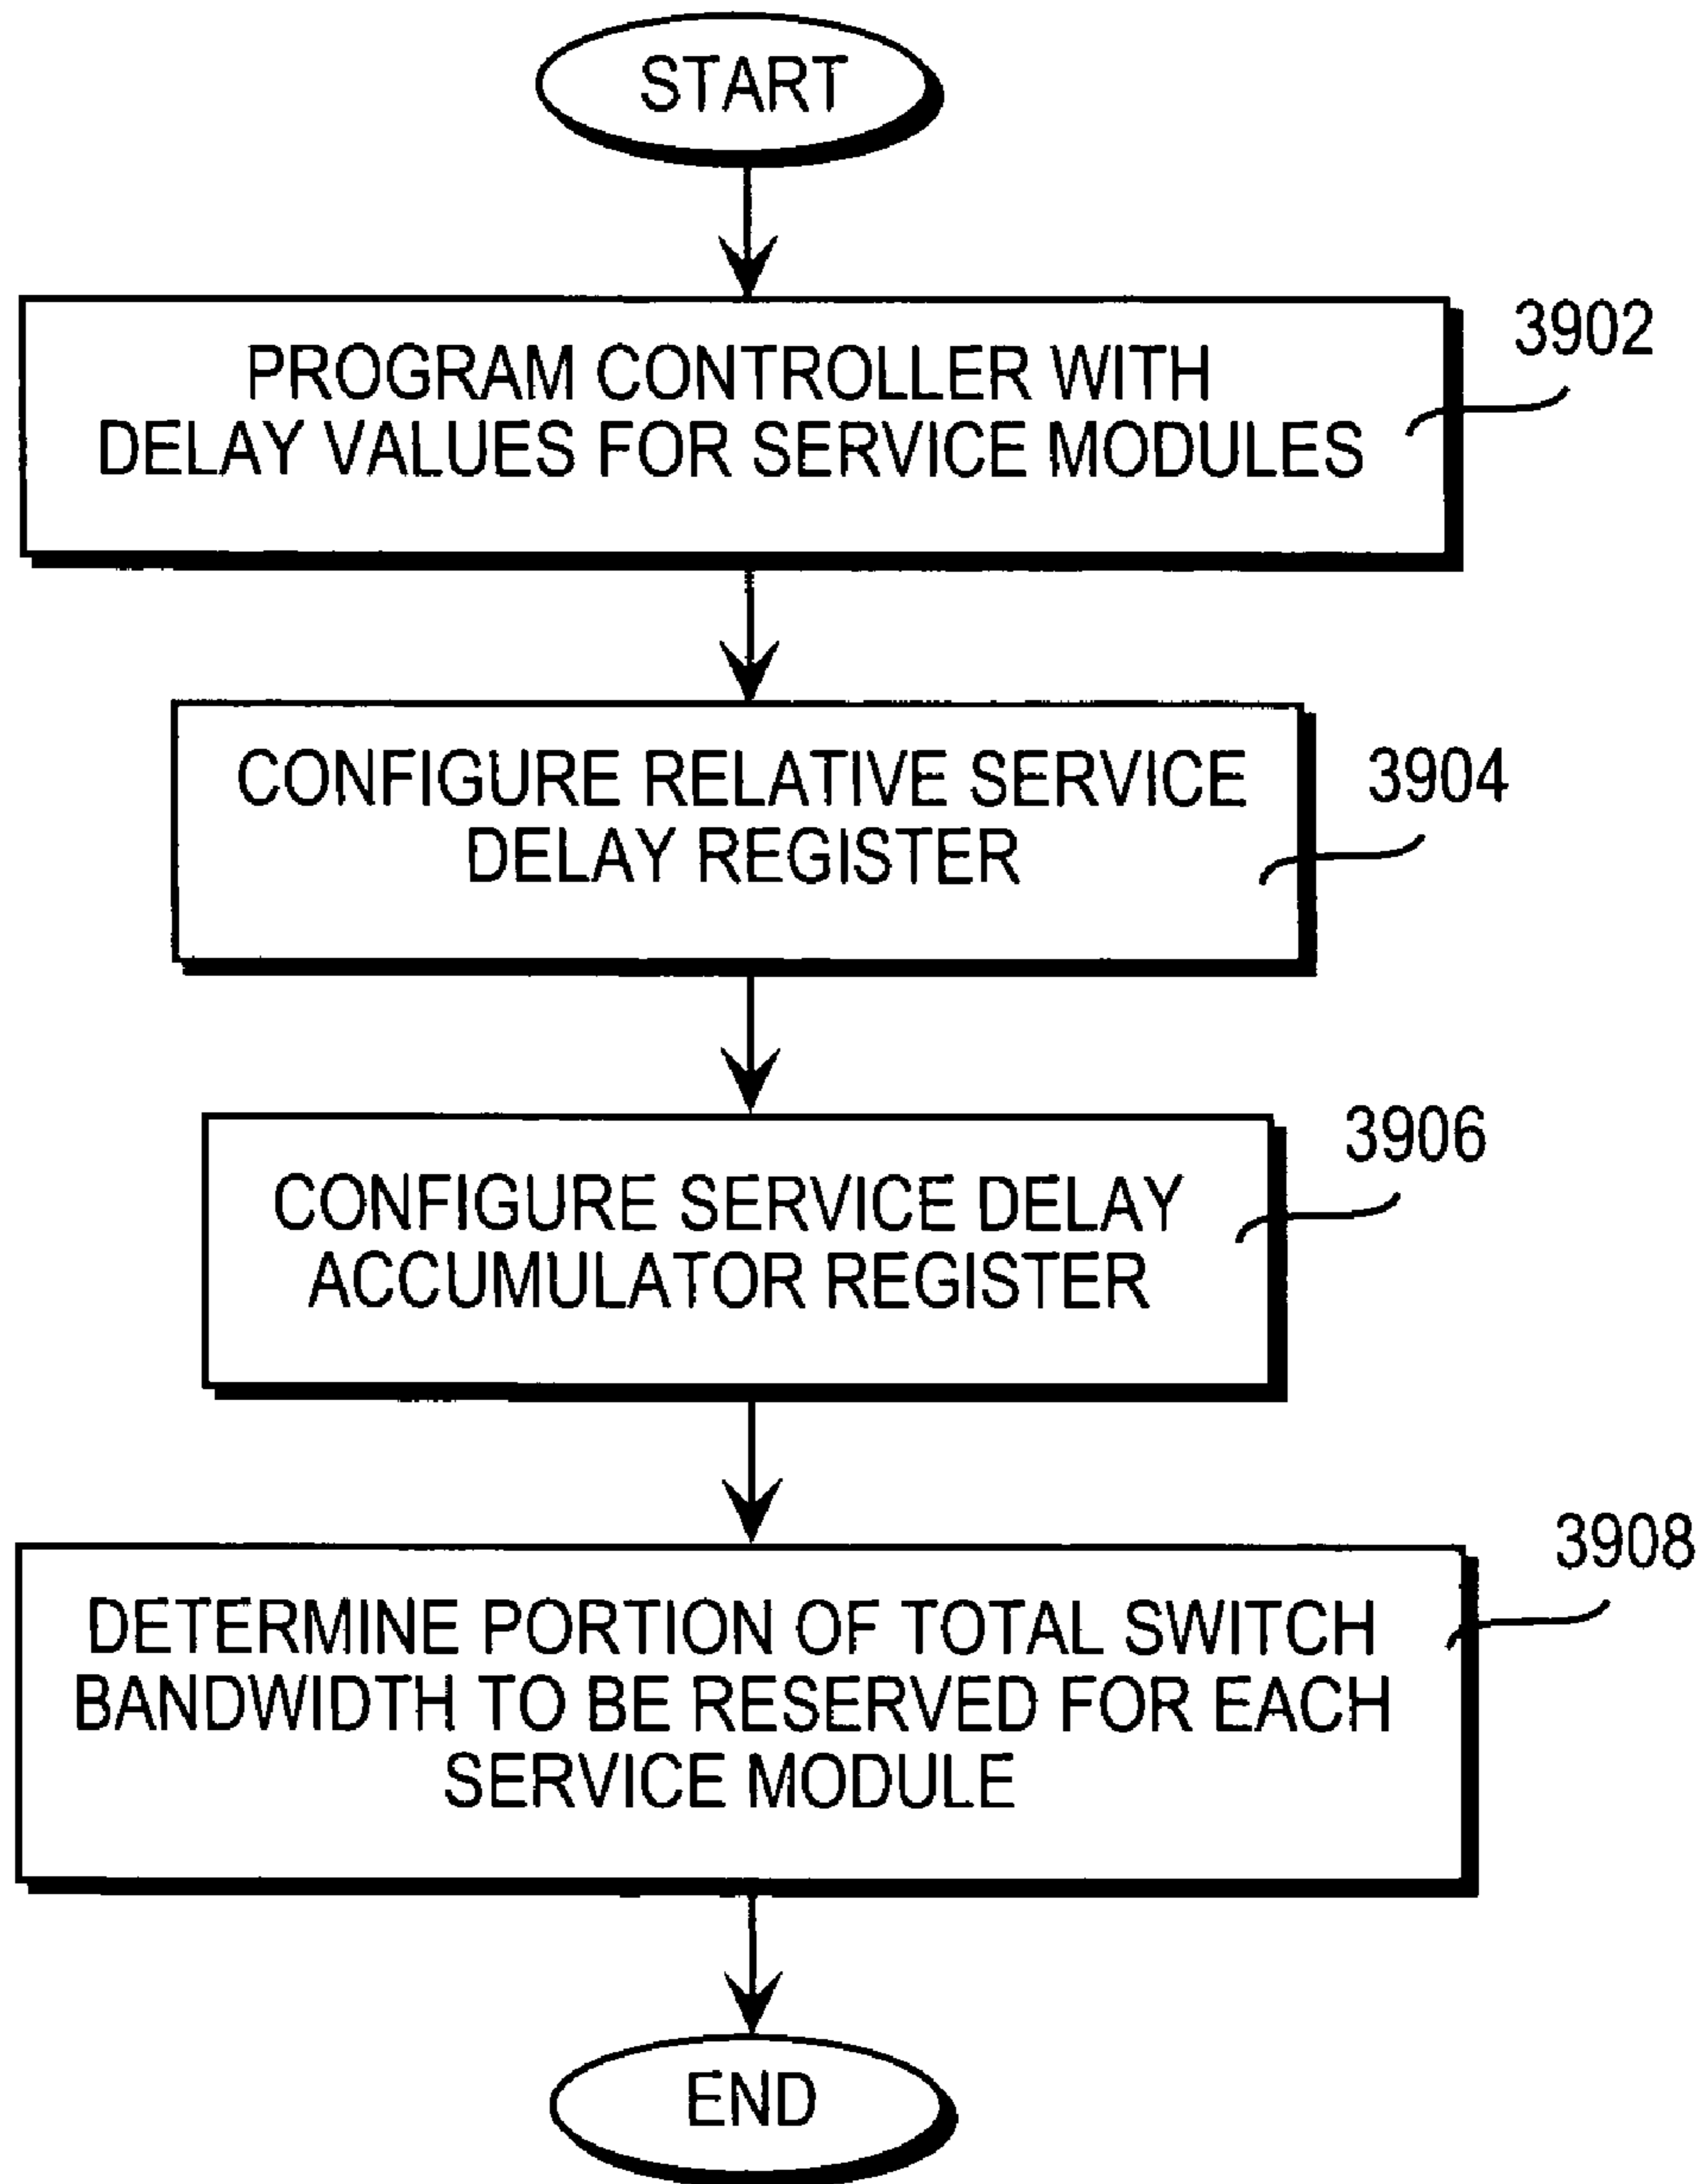 START
PROGRAM CONTROLLER WITH
DELAY VALUES FOR SERVICE MODULES
3902
CONFIGURE RELATIVE SERVICE
DELAY REGISTER
3904
CONFIGURE SERVICE DELAY
ACCUMULATOR REGISTER
3906
DETERMINE PORTION OF TOTAL SWITCH
BANDWIDTH TO BE RESERVED FOR EACH
SERVICE MODULE
3908
END